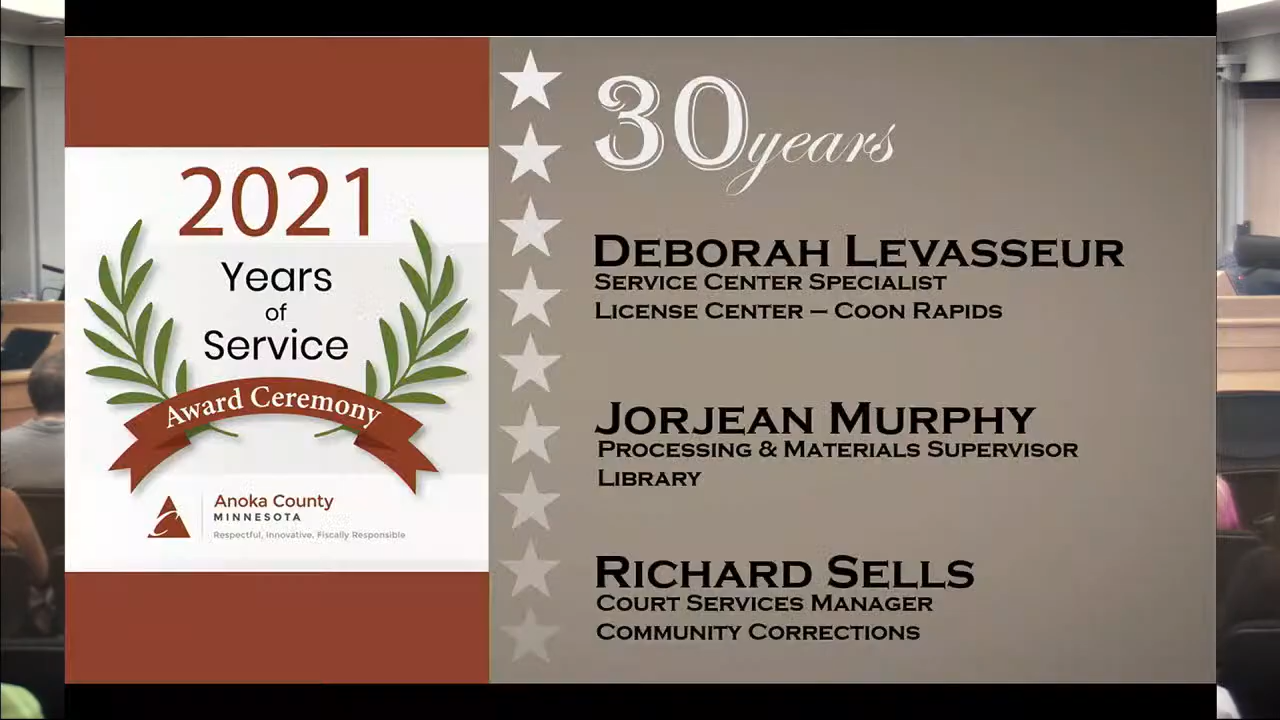 2021
Years
of
Service
Award Ceremony
Anoka County
MINNESOTA
Respectful, Innovative, Fiscally Responsible
30 years
DEBORAH LEVASSEUR
SERVICE CENTER SPECIALIST
LICENSE CENTER – COON RAPIDS
JORJEAN MURPHY
PROCESSING & MATERIALS SUPERVISOR
LIBRARY
RICHARD SELLS
COURT SERVICES MANAGER
COMMUNITY CORRECTIONS